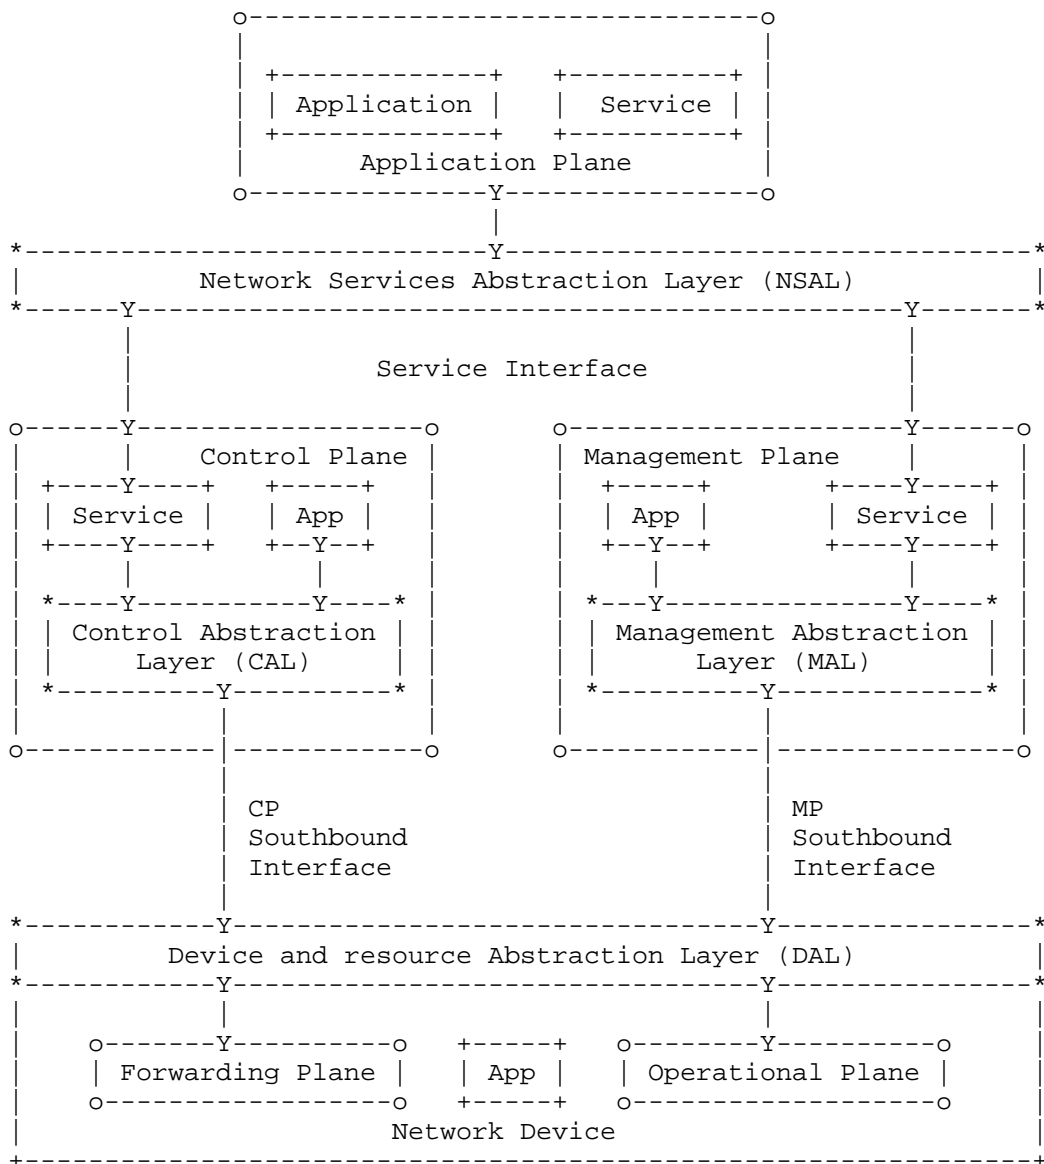 Application Service
Application Plane
Network Services Abstraction Layer (NSAL)
Service Interface
Control Plane Management Plane
Service App App Service
Control Abstraction Management Abstraction
Layer (CAL) Layer (MAL)
CP MP
Southbound Southbound
Interface Interface
Device and resource Abstraction Layer (DAL)
Forwarding Plane App Operational Plane
Network Device